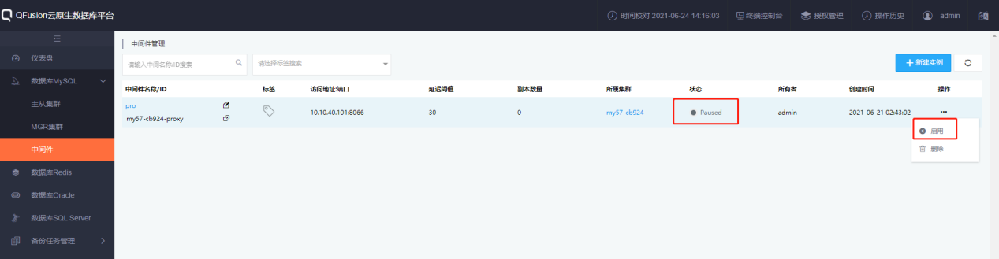 QFusion云原生数据库平台
时间校对 2021-06-24 14:16:03
终端控制台
授权管理
操作历史
admin
仪表盘
数据库MySQL
主从集群
MGR集群
中间件
数据库Redis
数据库Oracle
数据库SQL Server
备份任务管理
中间件管理
请输入中间名称/ID搜索
请选择标签搜索
新建实例
中间件名称/ID 标签 访问地址:端口 延迟阈值 副本数量 所属集群 状态 所有者 创建时间 操作
pro
my57-cb924-proxy
10.10.40.101:8066 30 0 my57-cb924 Paused admin 2021-06-21 02:43:02
启用
删除